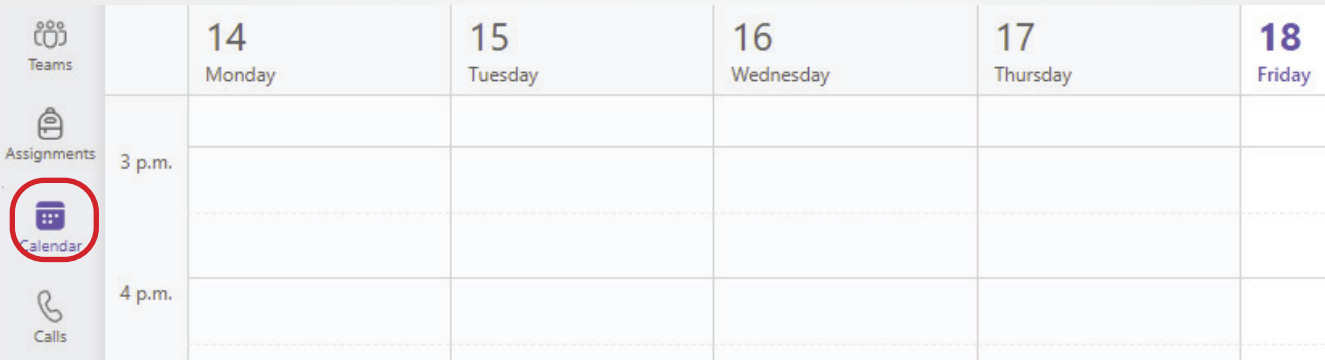 Teams
Assignments
Calendar
Calls
14
Monday
15
Tuesday
16
Wednesday
17
Thursday
18
Friday
3 p.m.
4 p.m.